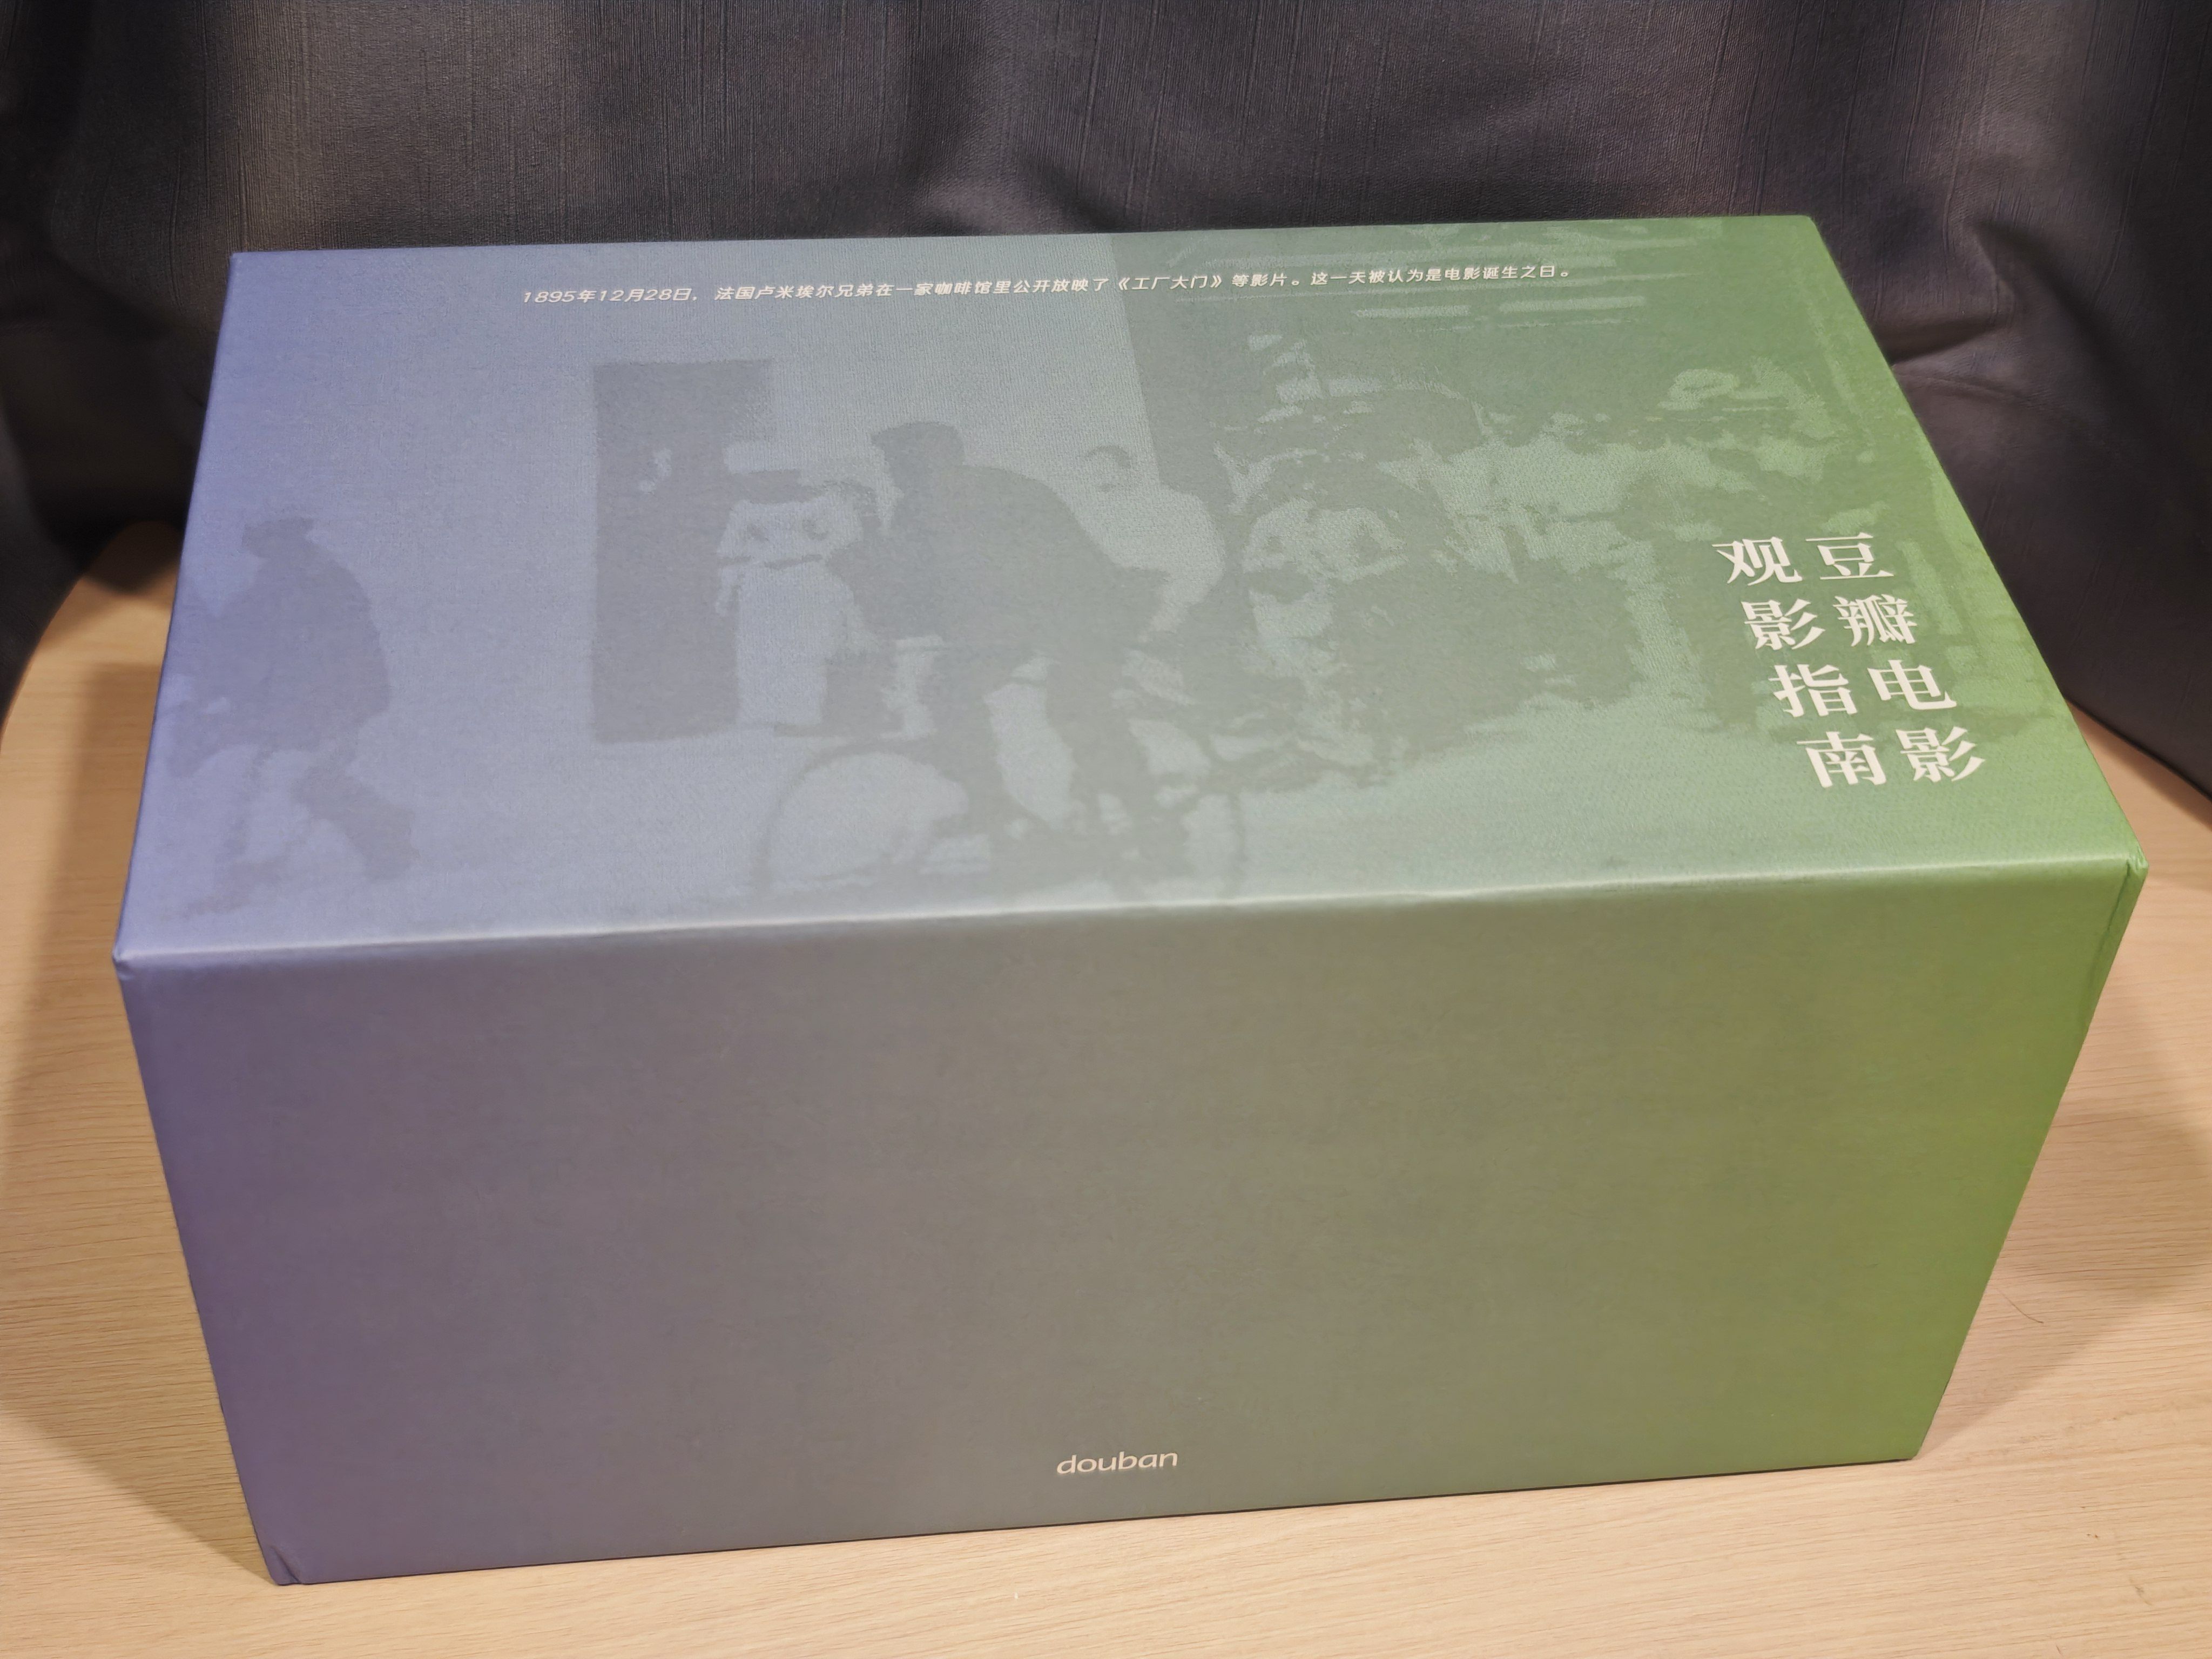 1895年12月28日，法国卢米埃尔兄弟在一家咖啡馆里公开放映了《工厂大门》等影片。这一天被认为是电影诞生之日。
豆瓣电影
观影指南
douban